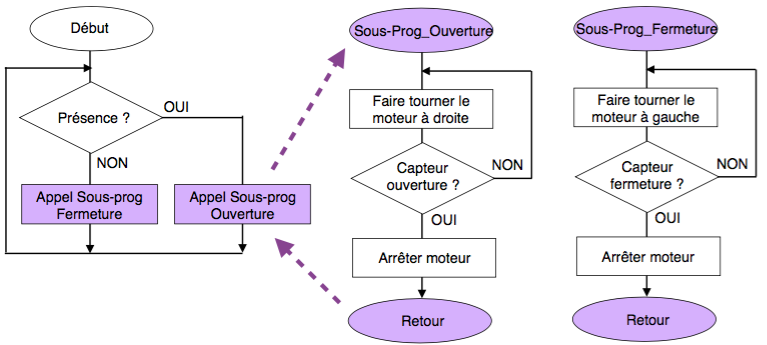 Début
Présence ?
OUI
NON
Appel Sous-prog
Fermeture
Appel Sous-prog
Ouverture
Sous-Prog_Ouverture
Faire tourner le
moteur à droite
Capteur
ouverture ?
NON
OUI
Arrêter moteur
Retour
Sous-Prog_Fermeture
Faire tourner le
moteur à gauche
Capteur
fermeture ?
NON
OUI
Arrêter moteur
Retour